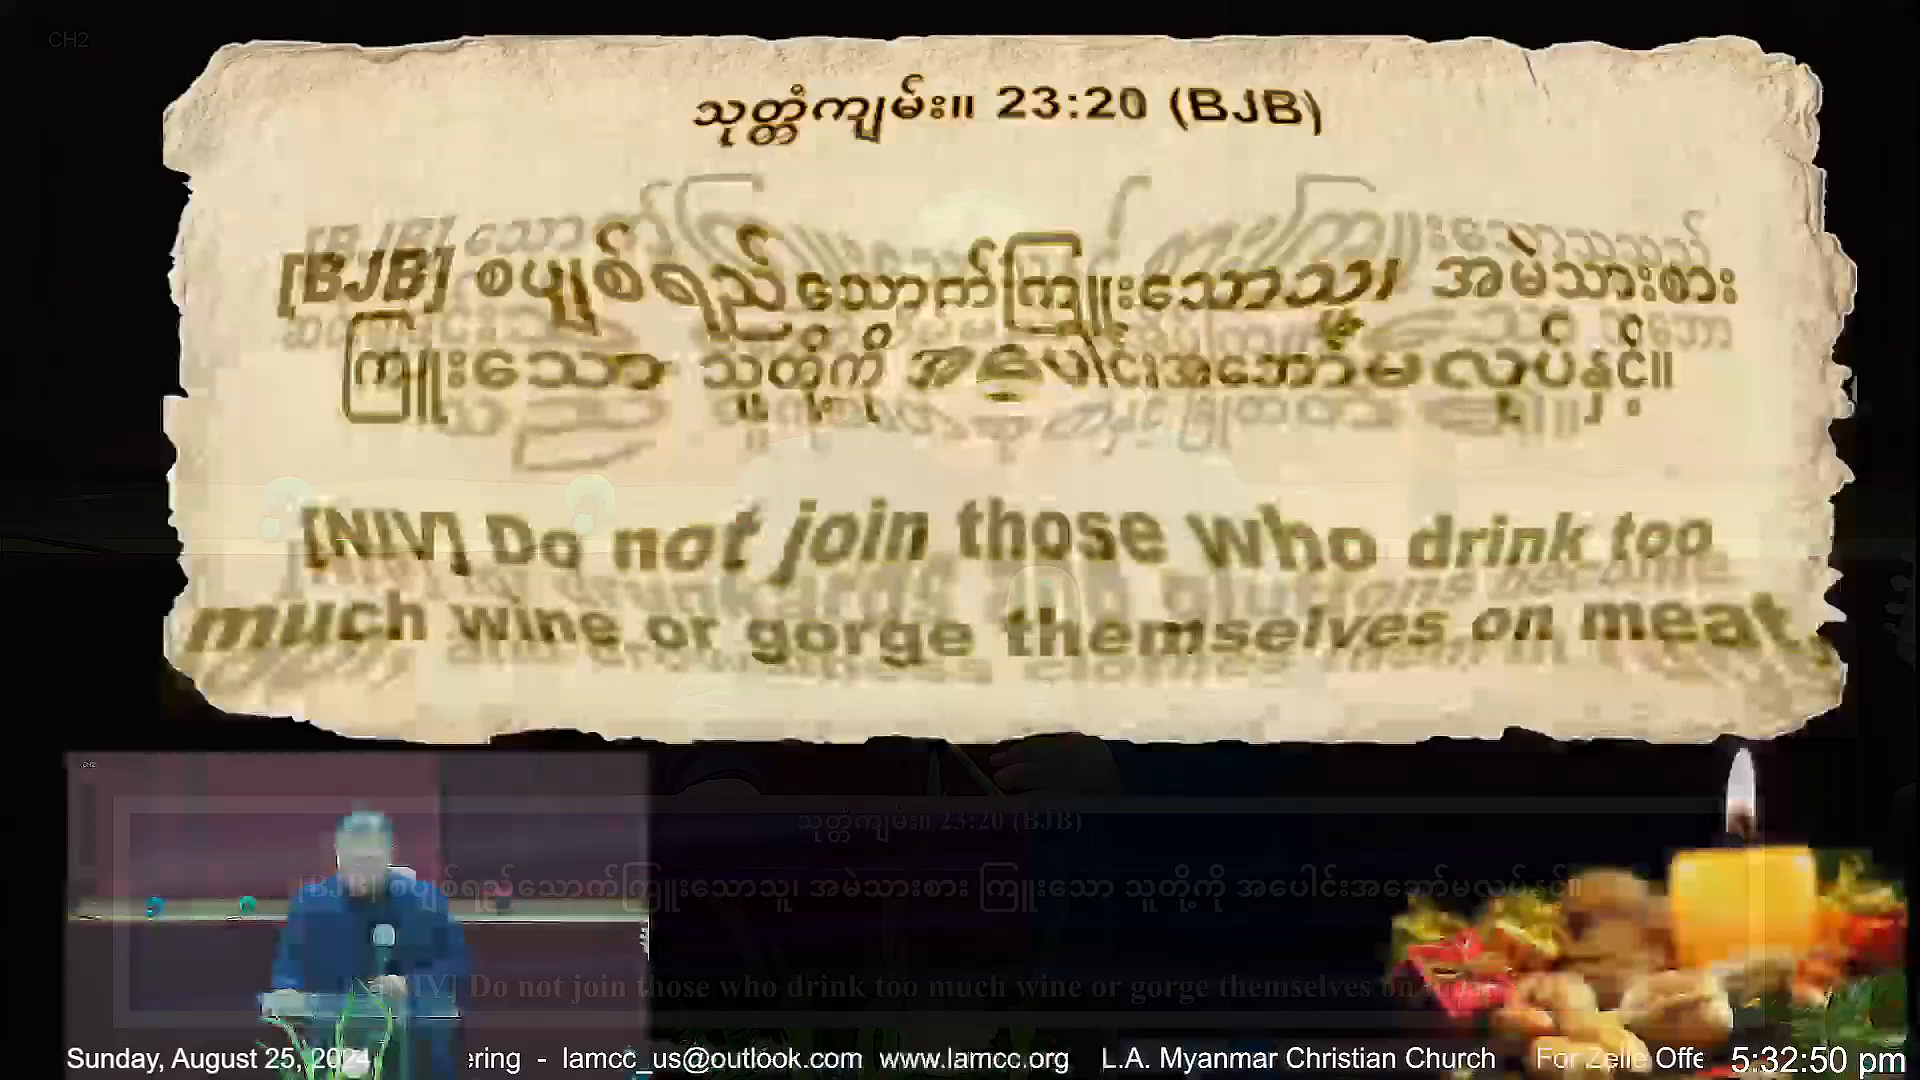 CH2
သုတ္တံကျမ်း။ 23:20 (BJB)
[BJB] စပျစ်ရည်သောက်ကြူးသောသူ၊ အမဲသားစား
ကြူးသော သူတို့ကို အပေါင်းအဘော်မလုပ်နှင့်။
[NIV] Do not join those who drink too
much wine or gorge themselves on meat,
CH2
သုတ္တံကျမ်း။ 23:20 (BJB)
[BJB] စပျစ်ရည်သောက်ကြူးသောသူ၊ အမဲသားစား ကြူးသော သူတို့ကို အပေါင်းအဘော်မလုပ်နှင့်။
[NIV] Do not join those who drink too much wine or gorge themselves on
Sunday, August 25, 2024 ering - lamcc_us@outlook.com www.lamcc.org L.A. Myanmar Christian Church For Zelle Offe 5:32:50 pm